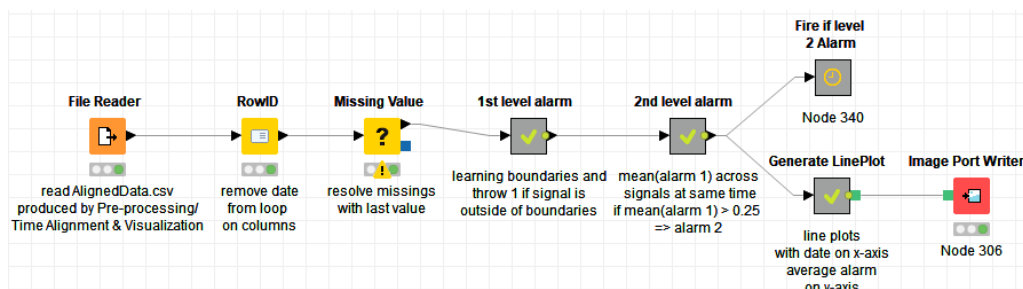 Fire if level
2 Alarm
File Reader
RowID
Missing Value
1st level alarm
2nd level alarm
Node 340
Generate LinePlot
Image Port Writer
?
!
read AlignedData.csv
produced by Pre-processing/
Time Alignment & Visualization
remove date
from loop
on columns
resolve missings
with last value
learning boundaries and
throw 1 if signal is
outside of boundaries
mean(alarm 1) across
signals at same time
if mean(alarm 1) > 0.25
=> alarm 2
line plots
with date on x-axis
average alarm
on y-axis
Node 306